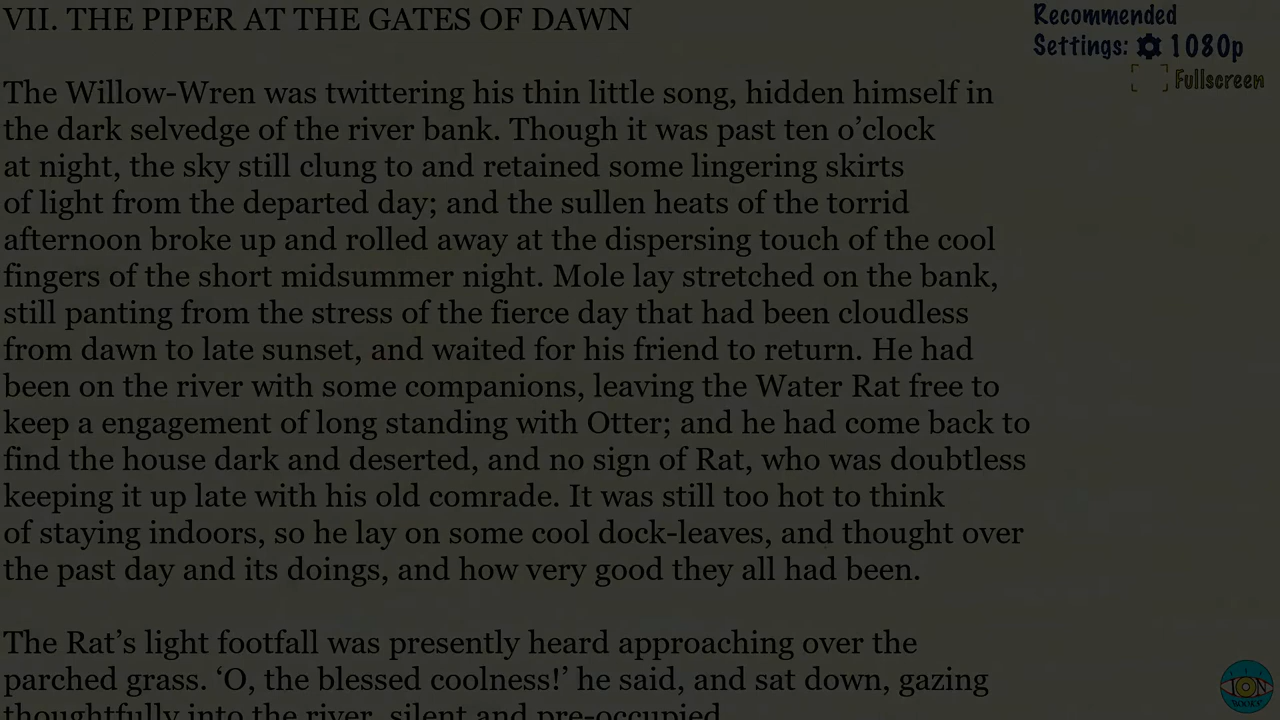 VII. THE PIPER AT THE GATES OF DAWN
Recommended
Settings: 1080p
Fullscreen
The Willow-Wren was twittering his thin little song, hidden himself in
the dark selvedge of the river bank. Though it was past ten o’clock
at night, the sky still clung to and retained some lingering skirts
of light from the departed day; and the sullen heats of the torrid
afternoon broke up and rolled away at the dispersing touch of the cool
fingers of the short midsummer night. Mole lay stretched on the bank,
still panting from the stress of the fierce day that had been cloudless
from dawn to late sunset, and waited for his friend to return. He had
been on the river with some companions, leaving the Water Rat free to
keep a engagement of long standing with Otter; and he had come back to
find the house dark and deserted, and no sign of Rat, who was doubtless
keeping it up late with his old comrade. It was still too hot to think
of staying indoors, so he lay on some cool dock-leaves, and thought over
the past day and its doings, and how very good they all had been.
The Rat’s light footfall was presently heard approaching over the
parched grass. ‘O, the blessed coolness!’ he said, and sat down, gazing
thoughtfully into the river, silent and pre-occupied.
ION
BOOKS